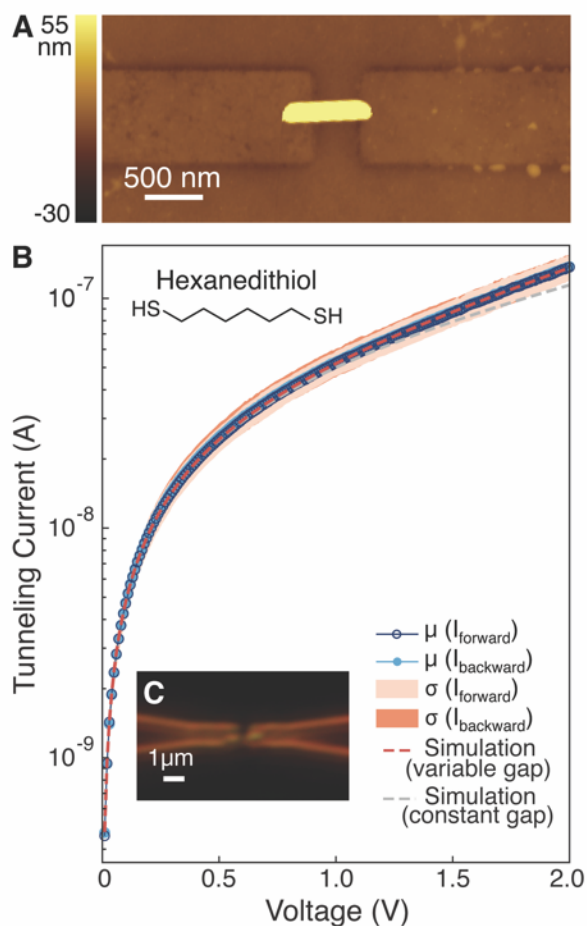 A
55
nm
-30
500 nm
B
Hexanedithiol
HS
SH
10⁻⁷
10⁻⁸
10⁻⁹
Tunneling Current (A)
μ (I_forward)
μ (I_backward)
σ (I_forward)
σ (I_backward)
Simulation
(variable gap)
Simulation
(constant gap)
C
1μm
0
0.5
1.0
1.5
2.0
Voltage (V)